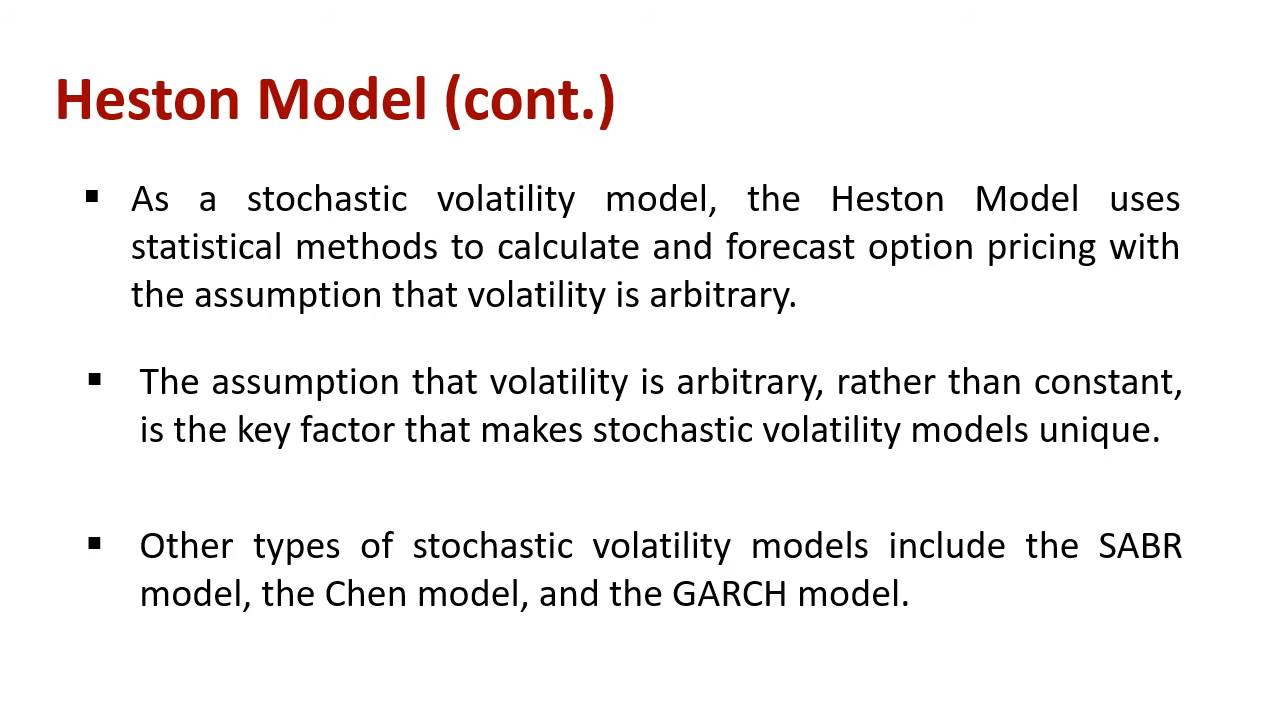 Heston Model (cont.)
▪ As a stochastic volatility model, the Heston Model uses
statistical methods to calculate and forecast option pricing with
the assumption that volatility is arbitrary.
▪ The assumption that volatility is arbitrary, rather than constant,
is the key factor that makes stochastic volatility models unique.
▪ Other types of stochastic volatility models include the SABR
model, the Chen model, and the GARCH model.